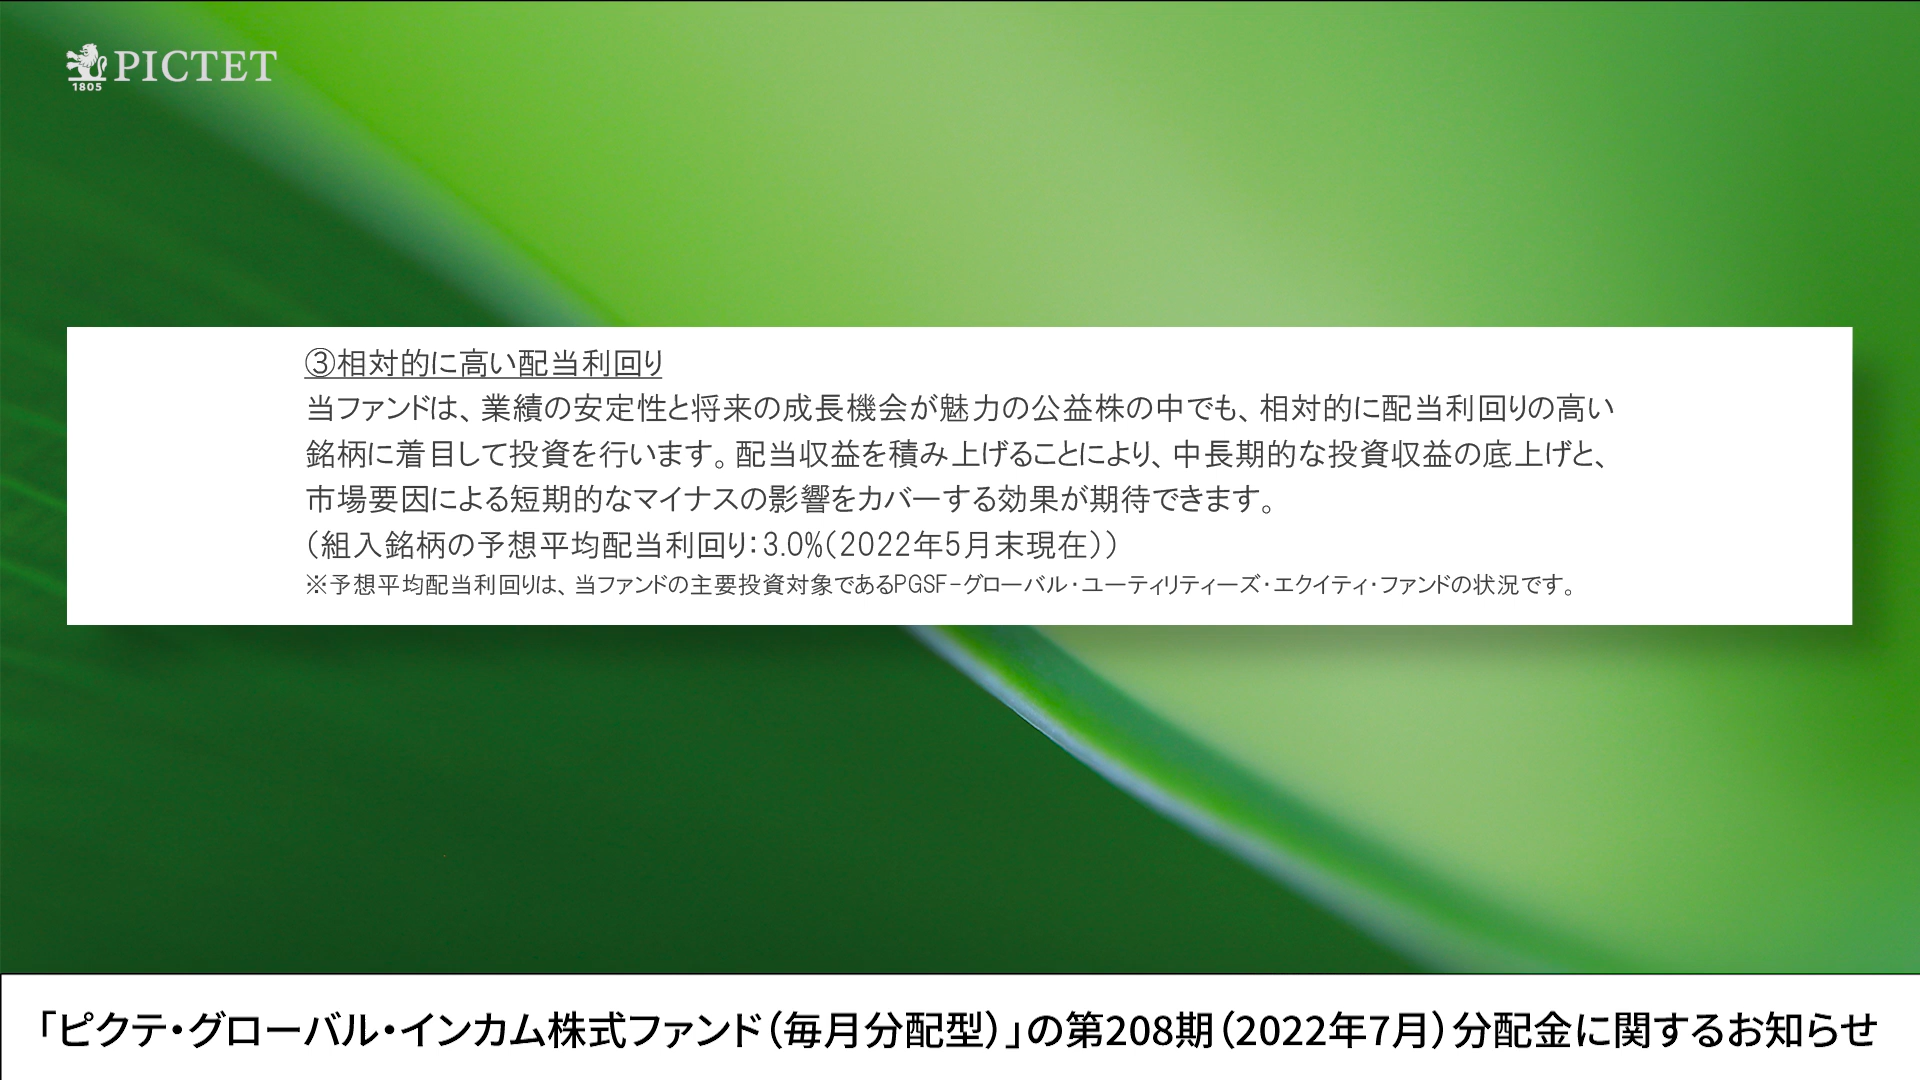 PICTET
1805
③相対的に高い配当利回り
当ファンドは、業績の安定性と将来の成長機会が魅力の公益株の中でも、相対的に配当利回りの高い
銘柄に着目して投資を行います。配当収益を積み上げることにより、中長期的な投資収益の底上げと、
市場要因による短期的なマイナスの影響をカバーする効果が期待できます。
(組入銘柄の予想平均配当利回り:3.0%(2022年5月末現在))
※予想平均配当利回りは、当ファンドの主要投資対象であるPGSF-グローバル・ユーティリティーズ・エクイティ・ファンドの状況です。
「ピクテ・グローバル・インカム株式ファンド(毎月分配型)」の第208期(2022年7月)分配金に関するお知らせ